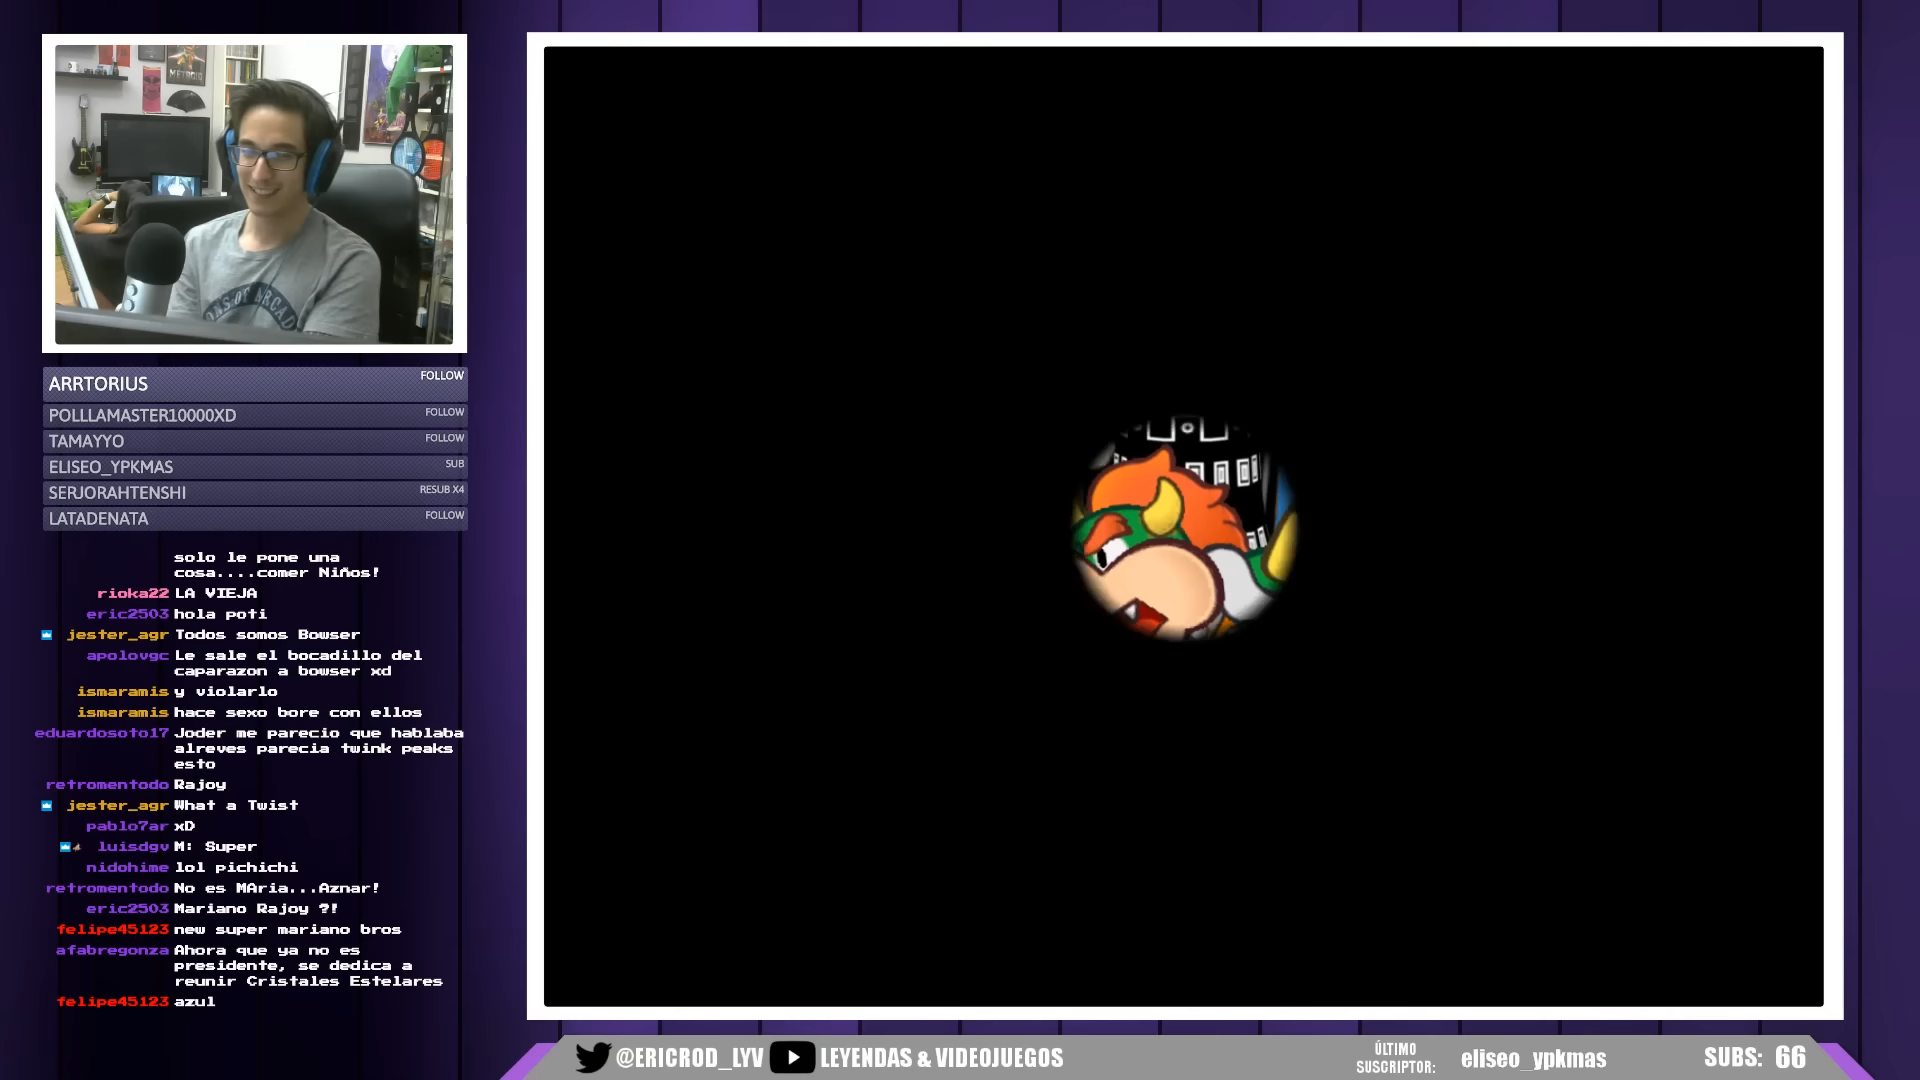 METROID
NS OF ARCAD
ARRTORIUS FOLLOW
POLLLAMASTER10000XD FOLLOW
TAMAYYO FOLLOW
ELISEO_YPKMAS SUB
SERJORAHTENSHI RESUB X4
LATADENATA FOLLOW
solo le pone una
cosa....comer Niños!
rioka22 LA VIEJA
eric2503 hola poti
jester_agr Todos somos Bowser
apolovgc Le sale el bocadillo del
caparazon a bowser xd
ismaramis y violarlo
ismaramis hace sexo bore con ellos
eduardosoto17 Joder me parecio que hablaba
alreves parecia twink peaks
esto
retromentodo Rajoy
jester_agr What a Twist
pablo7ar xD
luisdgv M: Super
nidohime lol pichichi
retromentodo No es MAria...Aznar!
eric2503 Mariano Rajoy ?!
felipe45123 new super mariano bros
afabregonza Ahora que ya no es
presidente, se dedica a
reunir Cristales Estelares
felipe45123 azul
@ERICROD_LYV LEYENDAS & VIDEOJUEGOS
ÚLTIMO
SUSCRIPTOR: eliseo_ypkmas SUBS: 66